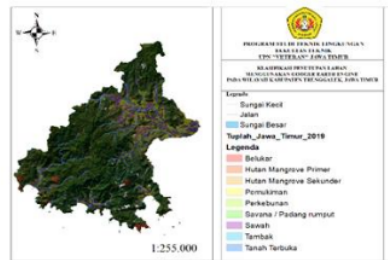 1:255.000
PROGRAM STUDI TEKNIK LINGKUNGAN
FAKULTAS TEKNIK
UPN "VETERAN" JAWA TIMUR
KLASIFIKASI PENUTUPAN LAHAN
MENGGUNAKAN GOOGLE EARTH ENGINE
PADA WILAYAH KABUPATEN TRENGGALEK, JAWA TIMUR
Legenda
Sungai Kecil
Jalan
Sungai Besar
Tuplah_Jawa_Timur_2019
Legenda
Belukar
Hutan Mangrove Primer
Hutan Mangrove Sekunder
Pemukiman
Perkebunan
Savana / Padang rumput
Sawah
Tambak
Tanah Terbuka